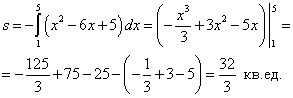 s = -∫₁⁵(x² - 6x + 5)dx = (-x³/3 + 3x² - 5x)|₁⁵ =
= -125/3 + 75 - 25 - (-1/3 + 3 - 5) = 32/3 кв.ед.